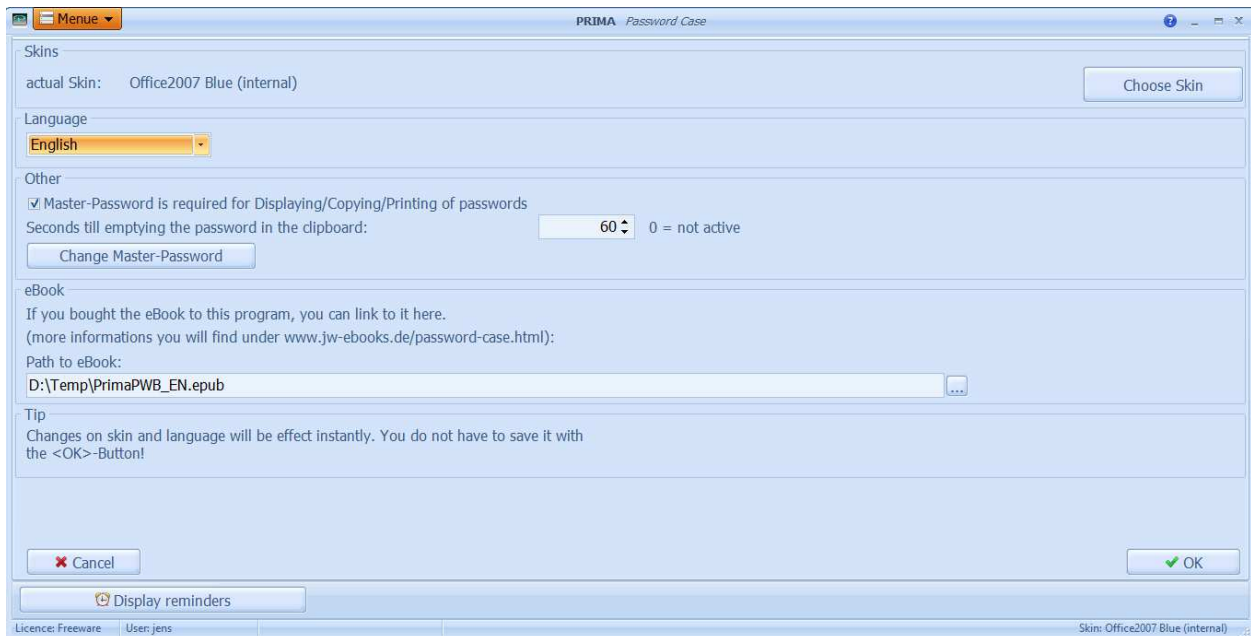 Menue
PRIMA Password Case
Skins
actual Skin: Office2007 Blue (internal)
Choose Skin
Language
English
Other
Master-Password is required for Displaying/Copying/Printing of passwords
Seconds till emptying the password in the clipboard: 60 0 = not active
Change Master-Password
eBook
If you bought the eBook to this program, you can link to it here.
(more informations you will find under www.jw-ebooks.de/password-case.html):
Path to eBook:
D:\Temp\PrimaPWB_EN.epub
...
Tip
Changes on skin and language will be effect instantly. You do not have to save it with
the <OK>-Button!
Cancel
OK
Display reminders
Licence: Freeware User: jens Skin: Office2007 Blue (internal)